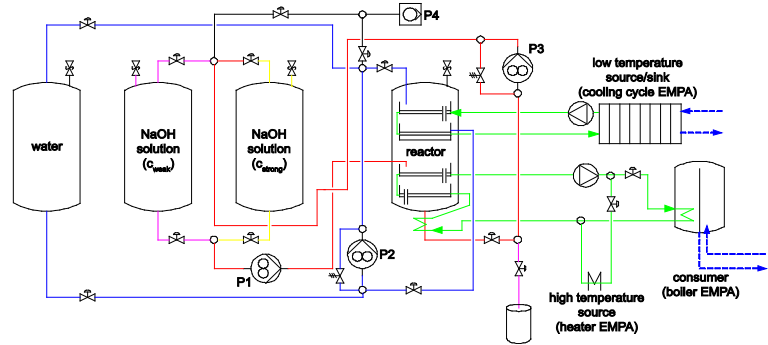 P4
P3
low temperature
source/sink
(cooling cycle EMPA)
water
NaOH
solution
(cweak)
NaOH
solution
(cstrong)
reactor
P2
P1
consumer
(boiler EMPA)
high temperature
source
(heater EMPA)